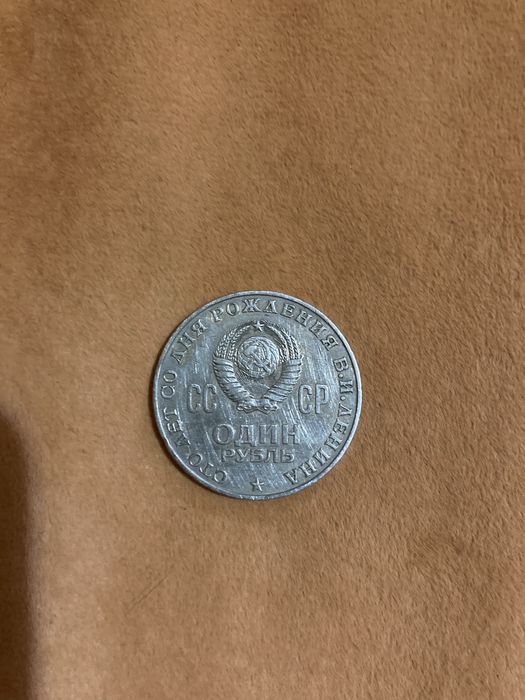 СТО ЛЕТ СО ДНЯ РОЖДЕНИЯ В.И.ЛЕНИНА
СС СР
ОДИН
РУБЛЬ